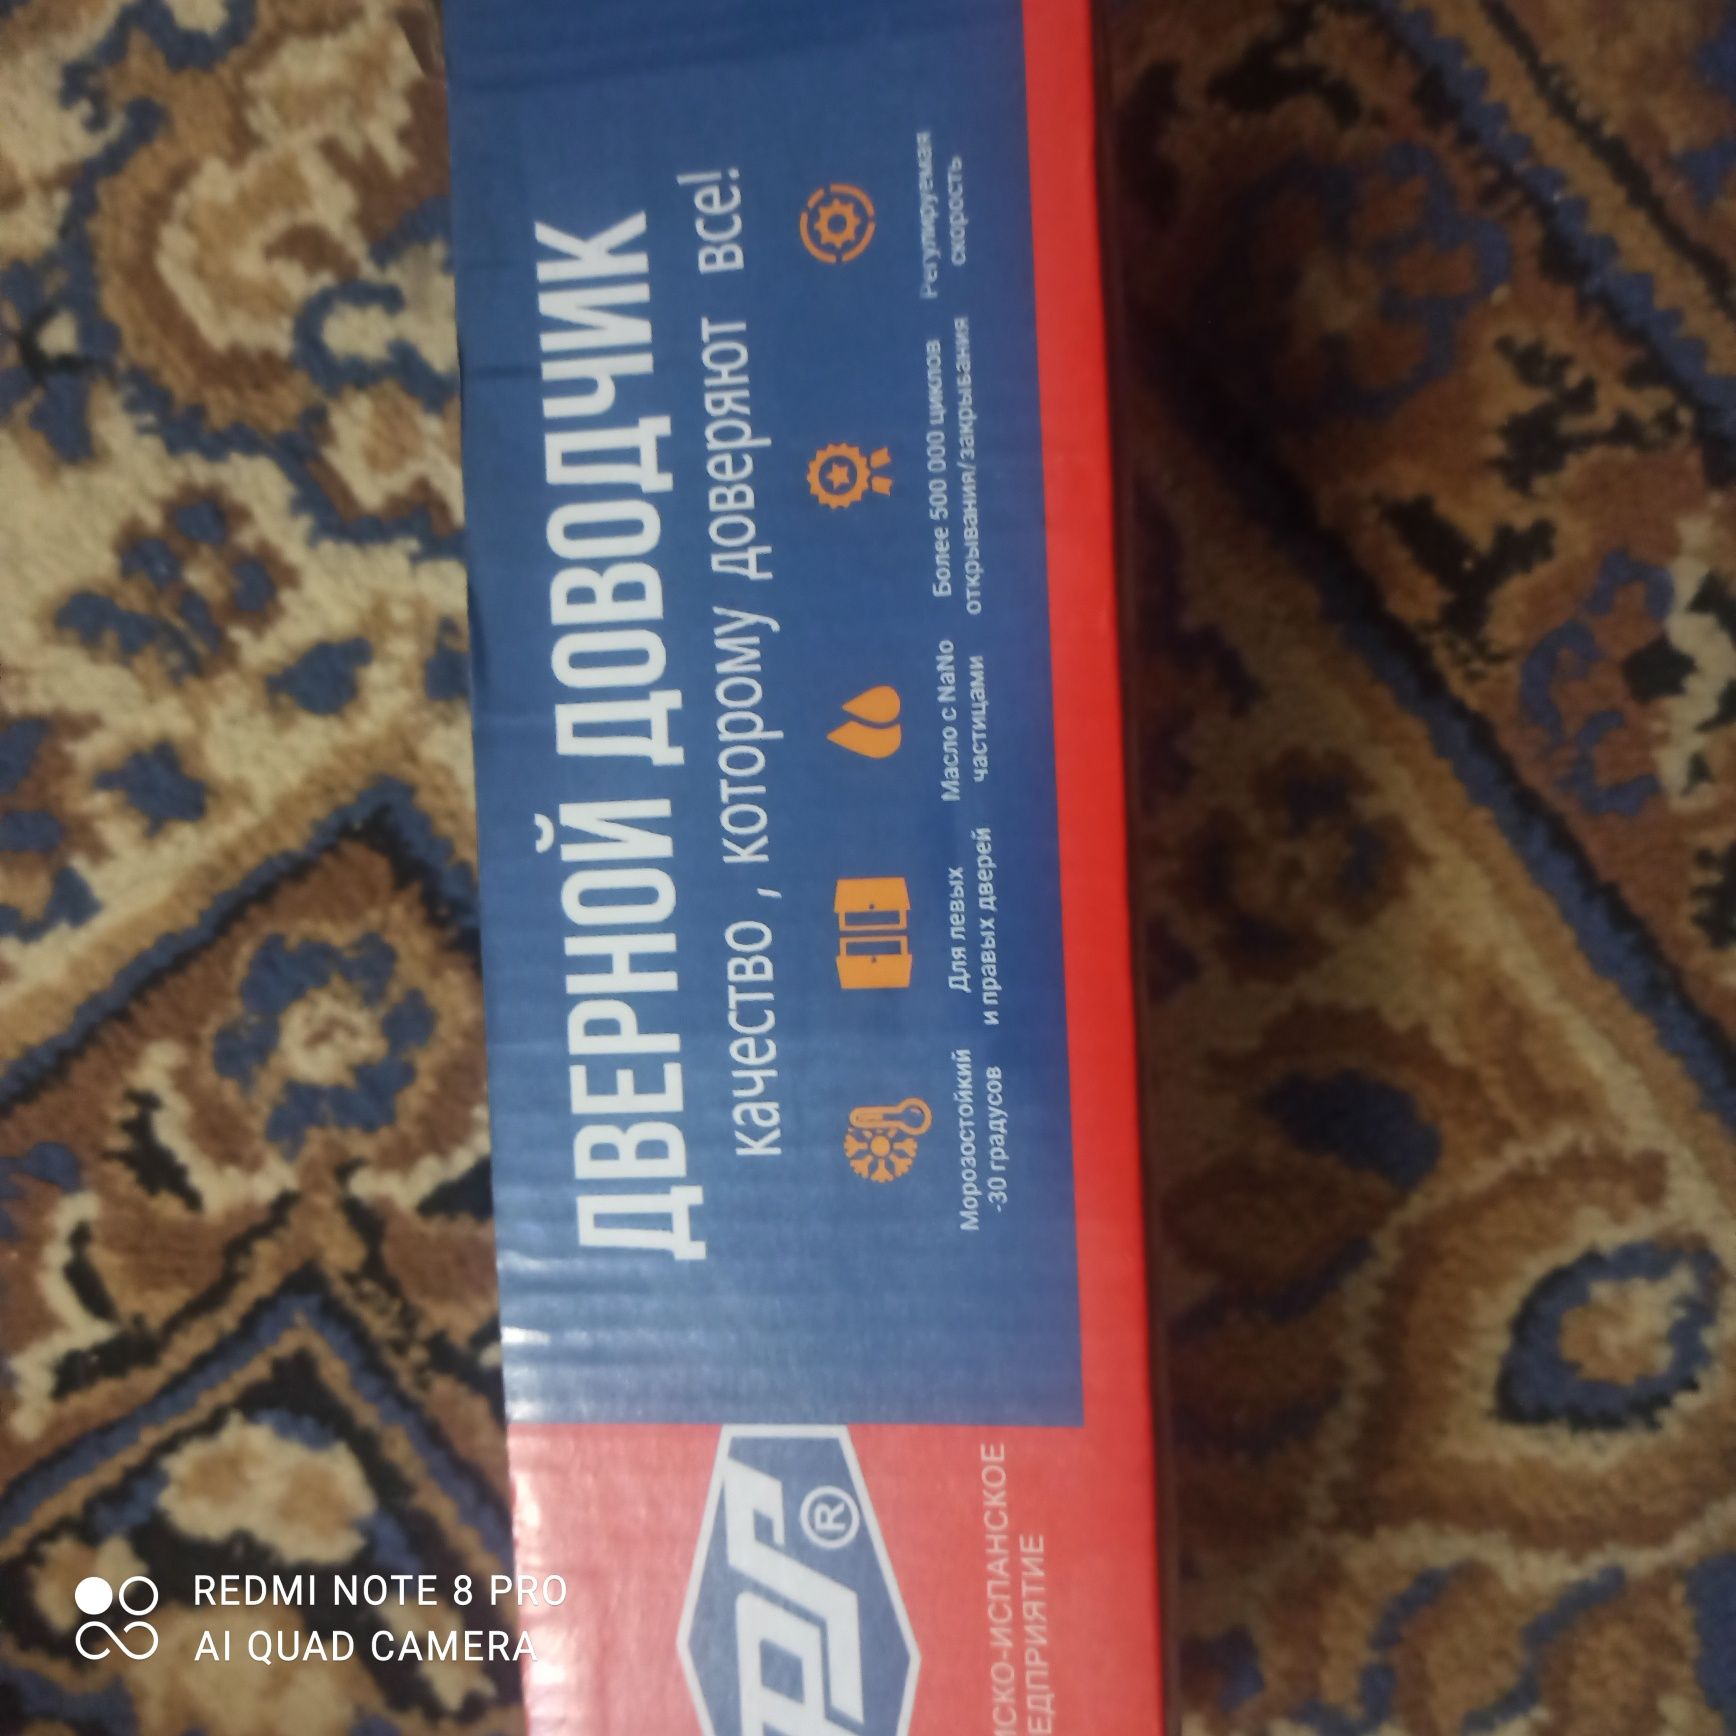 ДВЕРНОЙ ДОВОДЧИК
качество, которому доверяют все!
Морозостойкий
-30 градусов
Для левых
и правых дверей
Масло с NaNo
частицами
Более 500 000 циклов
открывания/закрывания
Регулируемая
скорость
®
ИСПАНСКОЕ
REDMI NOTE 8 PRO
AI QUAD CAMERA